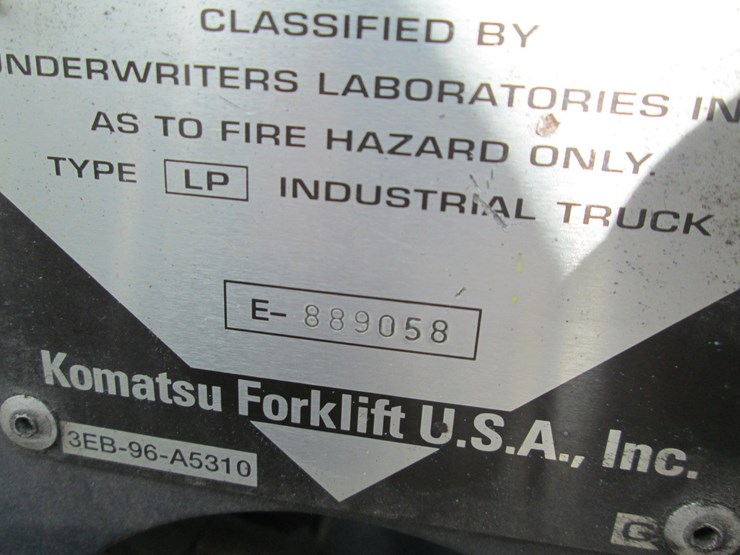 CLASSIFIED BY
UNDERWRITERS LABORATORIES IN
AS TO FIRE HAZARD ONLY.
TYPE LP INDUSTRIAL TRUCK
E- 889058
Komatsu Forklift U.S.A., Inc.
3EB-96-A5310
G